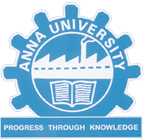 ANNA UNIVERSITY
PROGRESS THROUGH KNOWLEDGE